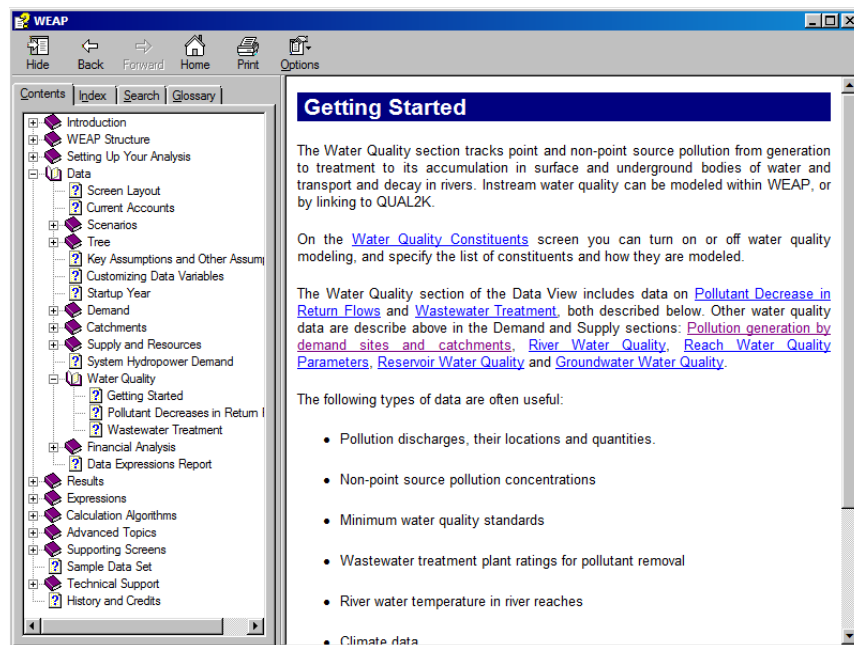 WEAP
Hide Back Forward Home Print Options
Contents Index Search Glossary
Introduction
WEAP Structure
Setting Up Your Analysis
Data
Screen Layout
Current Accounts
Scenarios
Tree
Key Assumptions and Other Assum
Customizing Data Variables
Startup Year
Demand
Catchments
Supply and Resources
System Hydropower Demand
Water Quality
Getting Started
Pollutant Decreases in Return
Wastewater Treatment
Financial Analysis
Data Expressions Report
Results
Expressions
Calculation Algorithms
Advanced Topics
Supporting Screens
Sample Data Set
Technical Support
History and Credits
Getting Started
The Water Quality section tracks point and non-point source pollution from generation
to treatment to its accumulation in surface and underground bodies of water and
transport and decay in rivers. Instream water quality can be modeled within WEAP, or
by linking to QUAL2K.
On the Water Quality Constituents screen you can turn on or off water quality
modeling, and specify the list of constituents and how they are modeled.
The Water Quality section of the Data View includes data on Pollutant Decrease in
Return Flows and Wastewater Treatment, both described below. Other water quality
data are describe above in the Demand and Supply sections: Pollution generation by
demand sites and catchments, River Water Quality, Reach Water Quality
Parameters, Reservoir Water Quality and Groundwater Water Quality.
The following types of data are often useful:
• Pollution discharges, their locations and quantities.
• Non-point source pollution concentrations
• Minimum water quality standards
• Wastewater treatment plant ratings for pollutant removal
• River water temperature in river reaches
• Climate data